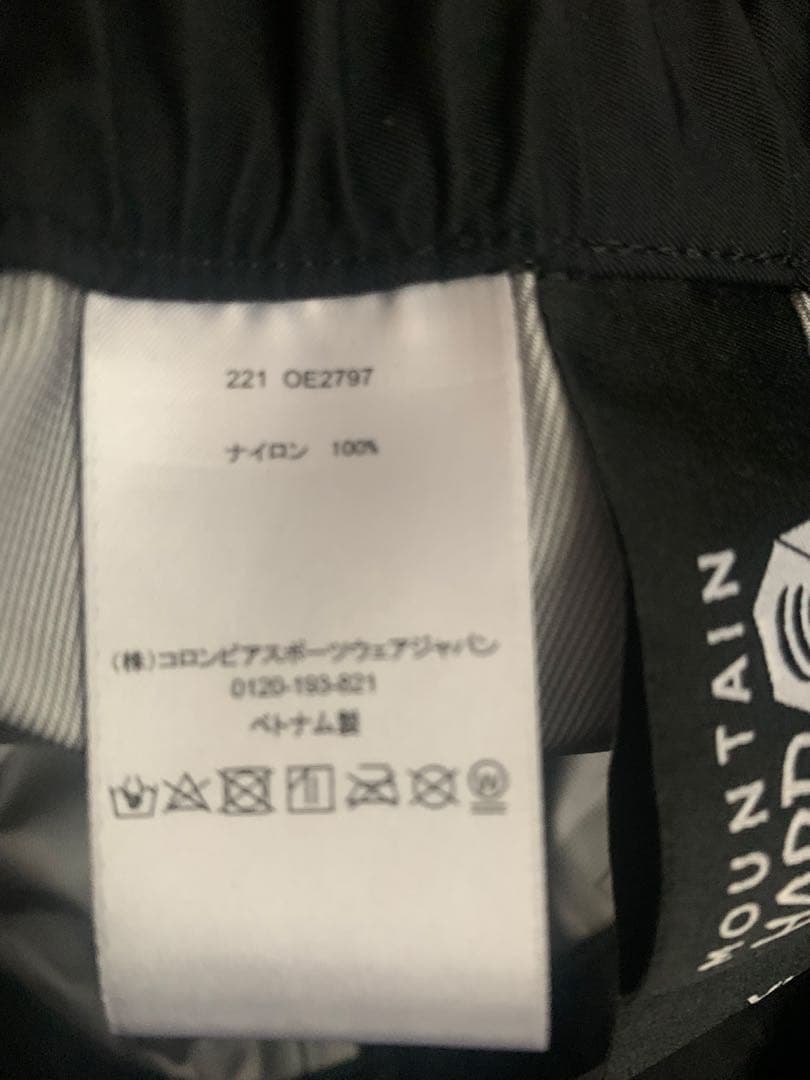 221 OE2797
ナイロン 100%
(株)コロンビアスポーツウェアジャパン
0120-193-821
ベトナム製
W
MOUNTAIN